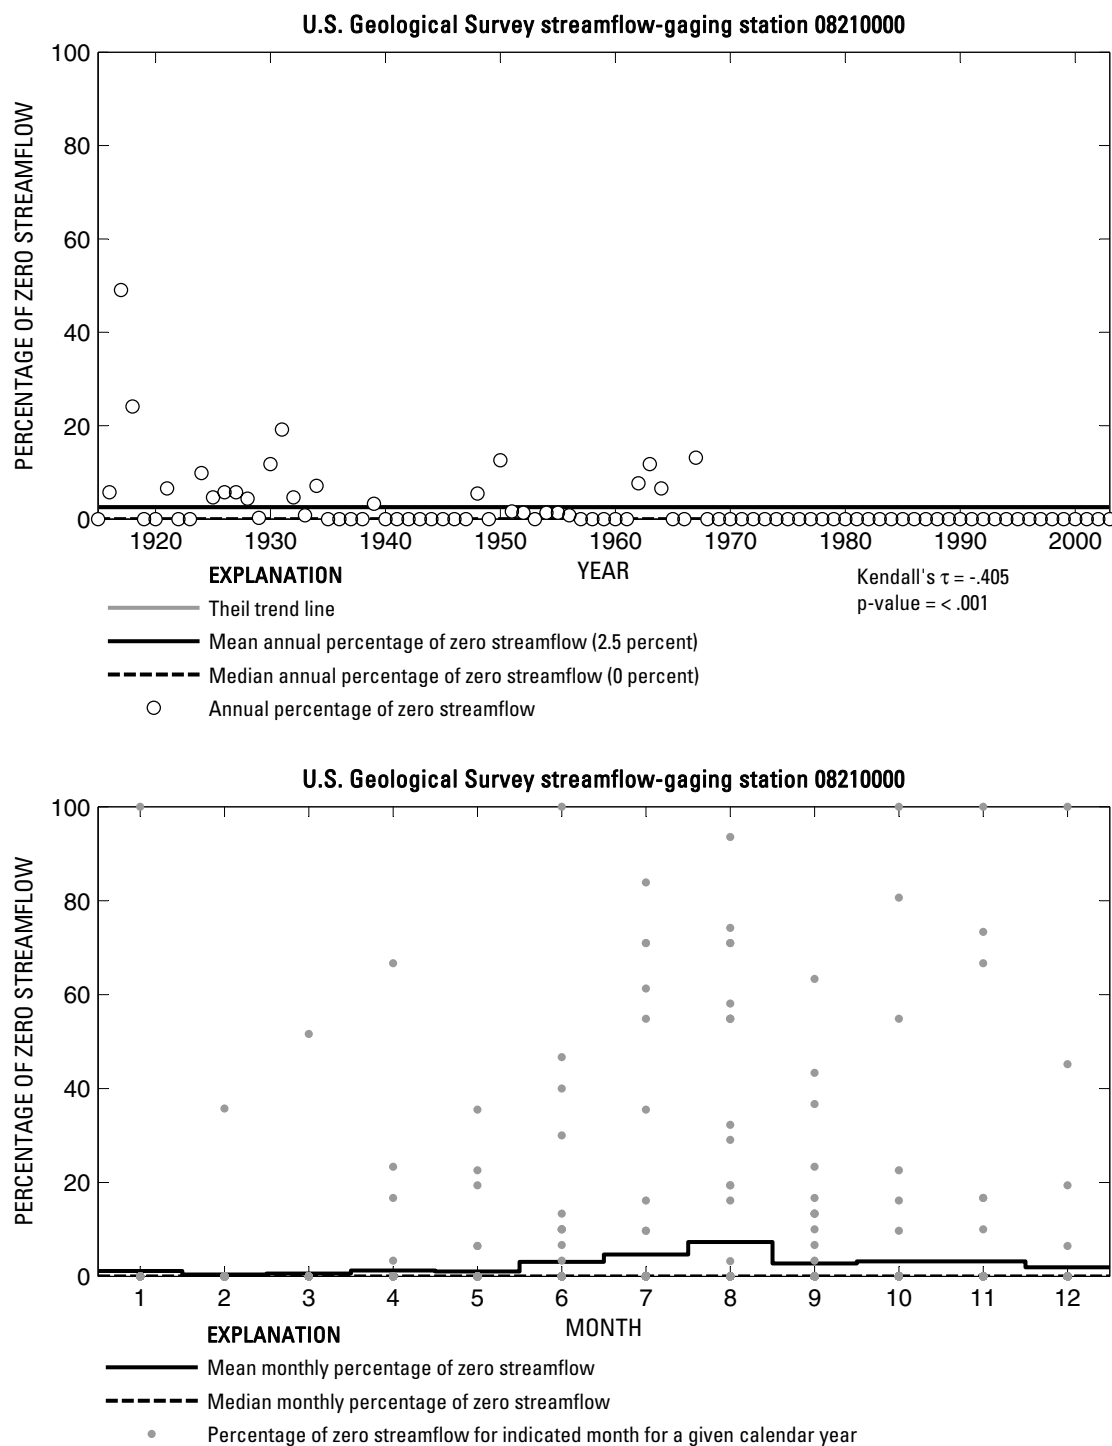 U.S. Geological Survey streamflow-gaging station 08210000
PERCENTAGE OF ZERO STREAMFLOW
100
80
60
40
20
0
1920 1930 1940 1950 1960 1970 1980 1990 2000
YEAR
Kendall's τ = -.405
p-value = < .001
EXPLANATION
Theil trend line
Mean annual percentage of zero streamflow (2.5 percent)
Median annual percentage of zero streamflow (0 percent)
Annual percentage of zero streamflow
U.S. Geological Survey streamflow-gaging station 08210000
PERCENTAGE OF ZERO STREAMFLOW
100
80
60
40
20
0
1 2 3 4 5 6 7 8 9 10 11 12
MONTH
EXPLANATION
Mean monthly percentage of zero streamflow
Median monthly percentage of zero streamflow
Percentage of zero streamflow for indicated month for a given calendar year